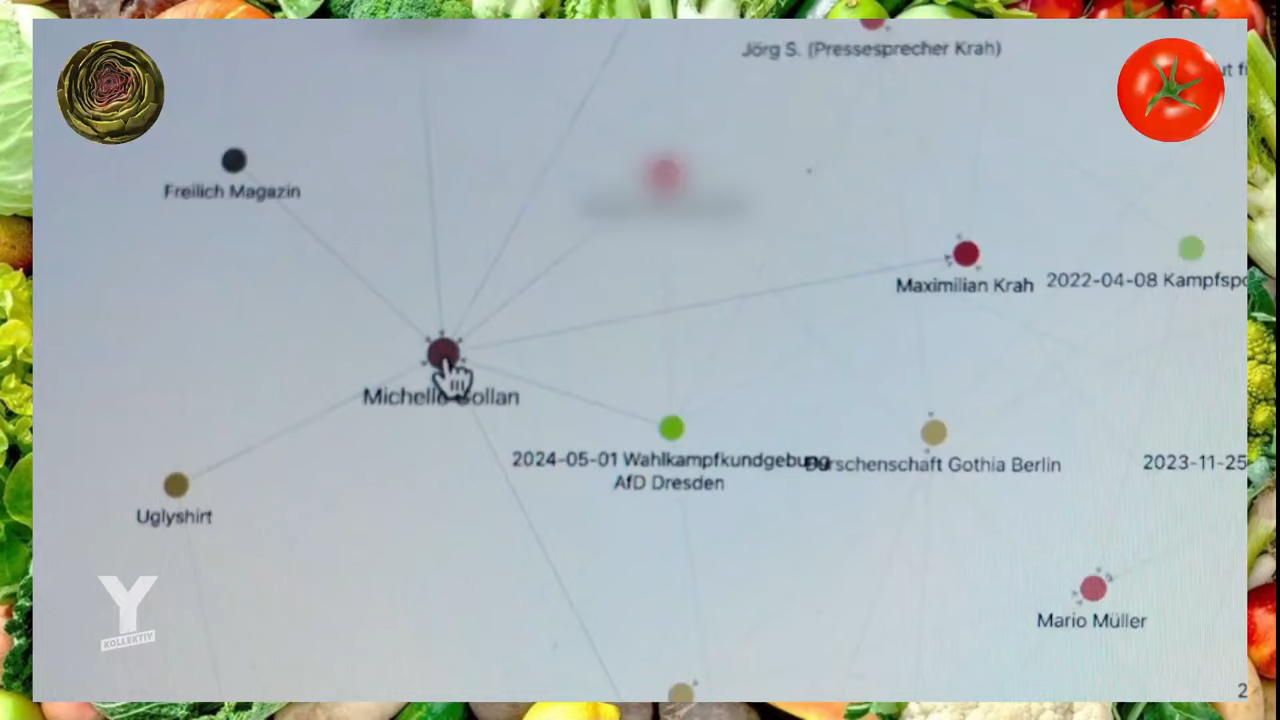 Jörg S. (Pressesprecher Krah)
Freilich Magazin
Maximilian Krah
2022-04-08 Kampfspo
Michelle Gollan
2024-05-01 Wahlkampfkundgebung
AfD Dresden
Burschenschaft Gothia Berlin
2023-11-25
Uglyshirt
Mario Müller
Y
KOLLEKTIV
2